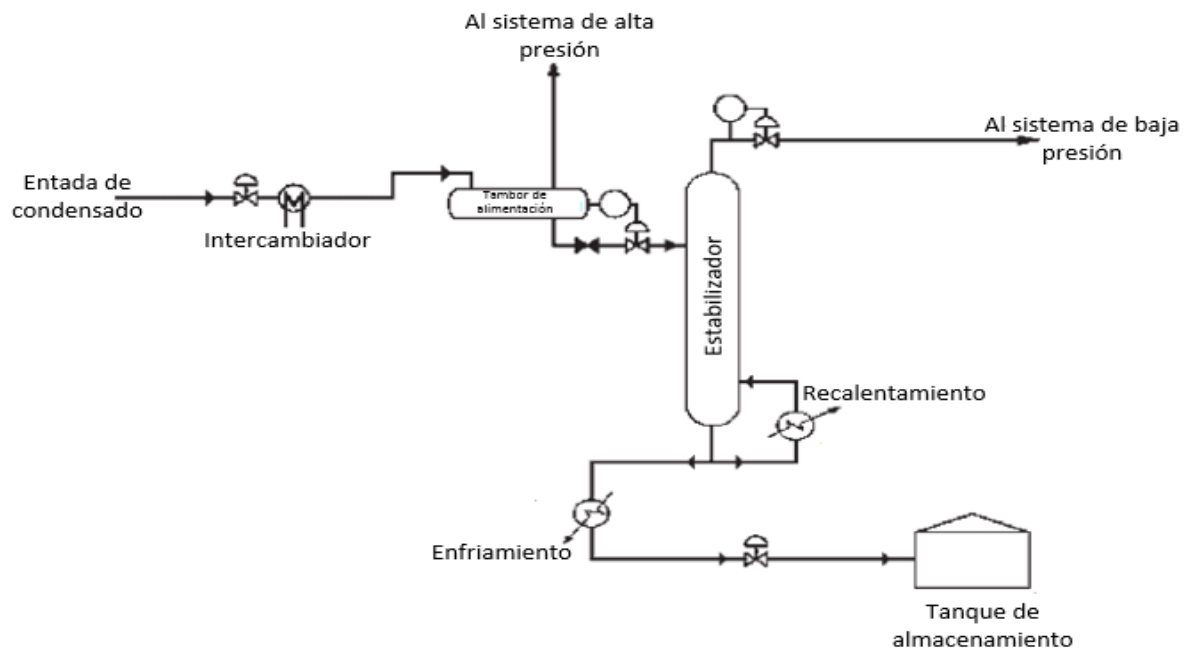 Al sistema de alta
presión
Al sistema de baja
presión
Entada de
condensado
Tambor de
alimentación
Intercambiador
Estabilizador
Recalentamiento
Enfriamiento
Tanque de
almacenamiento